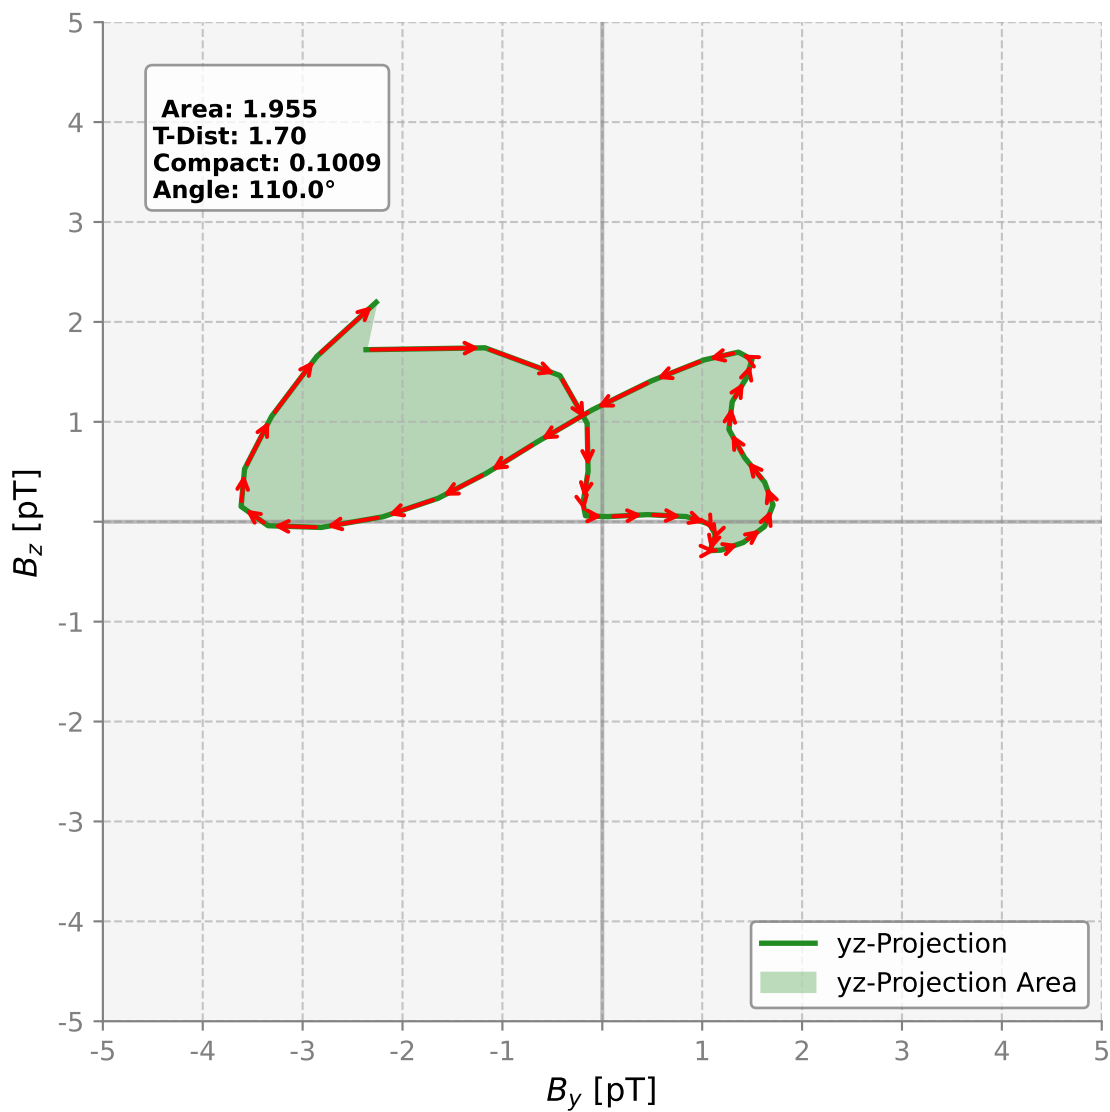 5
4
3
2
1
-1
-2
-3
-4
-5
Area: 1.955
T-Dist: 1.70
Compact: 0.1009
Angle: 110.0°
B_z [pT]
yz-Projection
yz-Projection Area
-5 -4 -3 -2 -1 1 2 3 4 5
B_y [pT]